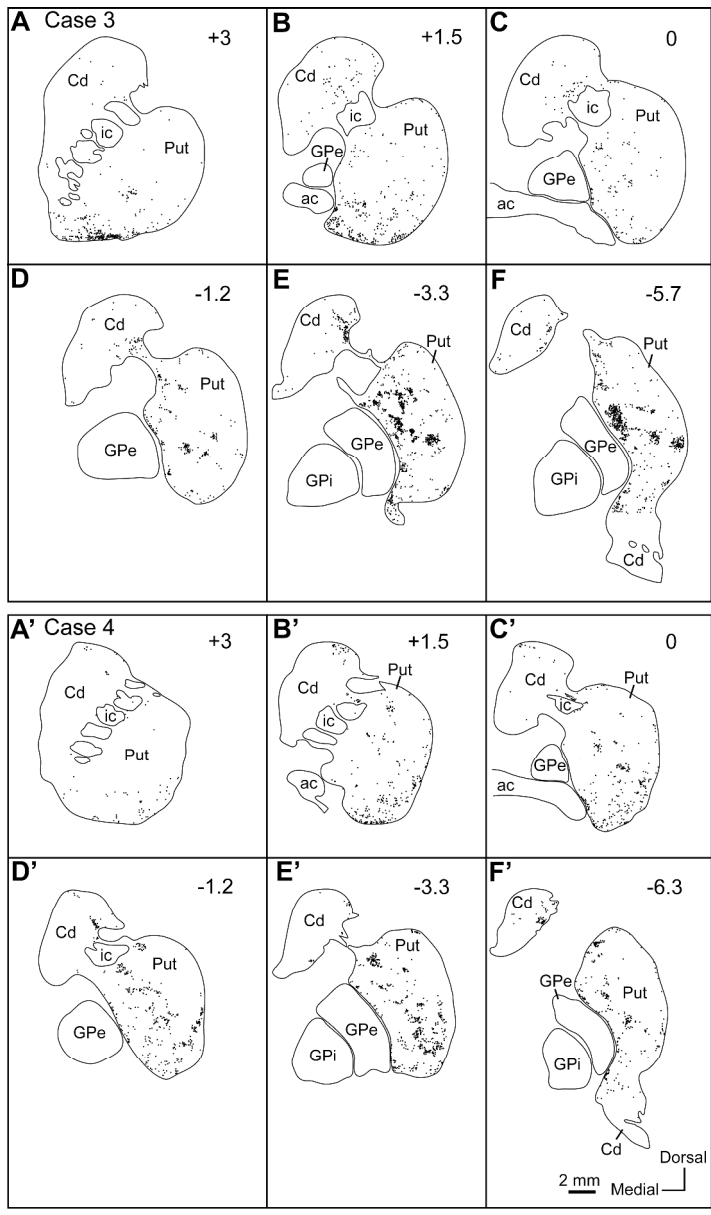 A Case 3 +3
Cd
ic
Put
B +1.5
Cd
ic
Put
GPe
ac
C 0
Cd
ic
Put
GPe
ac
D -1.2
Cd
Put
GPe
E -3.3
Cd
Put
GPe
GPi
F -5.7
Cd
Put
GPe
GPi
Cd
A’ Case 4 +3
Cd
ic
Put
B’ +1.5
Put
Cd
ic
ac
C’ 0
Put
Cd
ic
GPe
ac
D’ -1.2
Cd
ic
Put
GPe
E’ -3.3
Cd
Put
GPe
GPi
F’ -6.3
Cd
GPe
Put
GPi
Cd
Dorsal
2 mm Medial